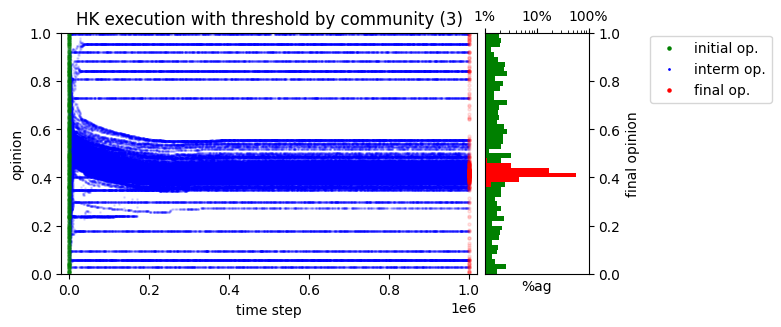 HK execution with threshold by community (3)
1% 10% 100%
initial op.
interm op.
final op.
1.0
0.8
0.6
0.4
0.2
0.0
opinion
0.0 0.2 0.4 0.6 0.8 1.0
1e6
time step
%ag
1.0
0.8
0.6
0.4
0.2
0.0
final opinion